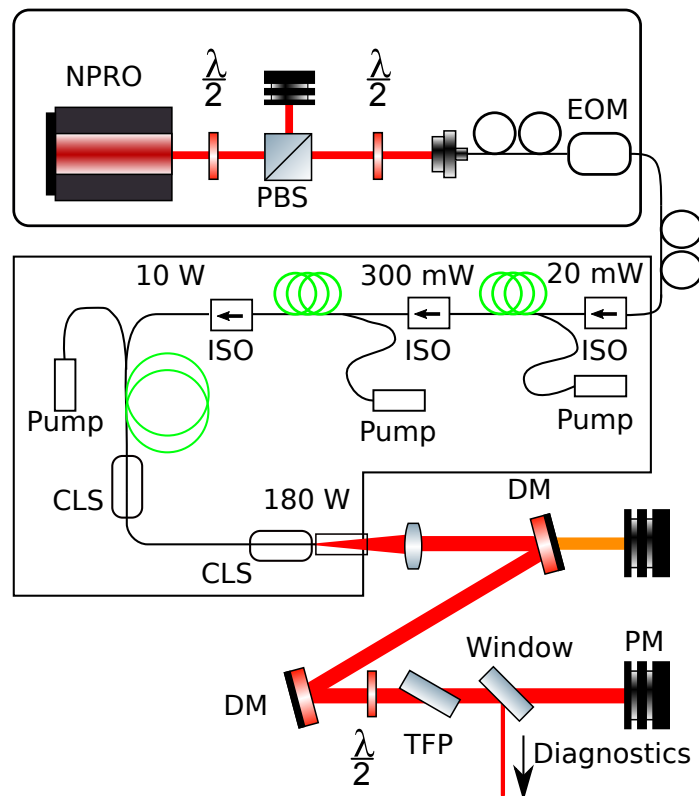 NPRO
λ
2
λ
2
EOM
PBS
10 W
300 mW
20 mW
ISO
ISO
ISO
Pump
Pump
Pump
CLS
180 W
DM
CLS
Window
PM
DM
λ
2
TFP
Diagnostics